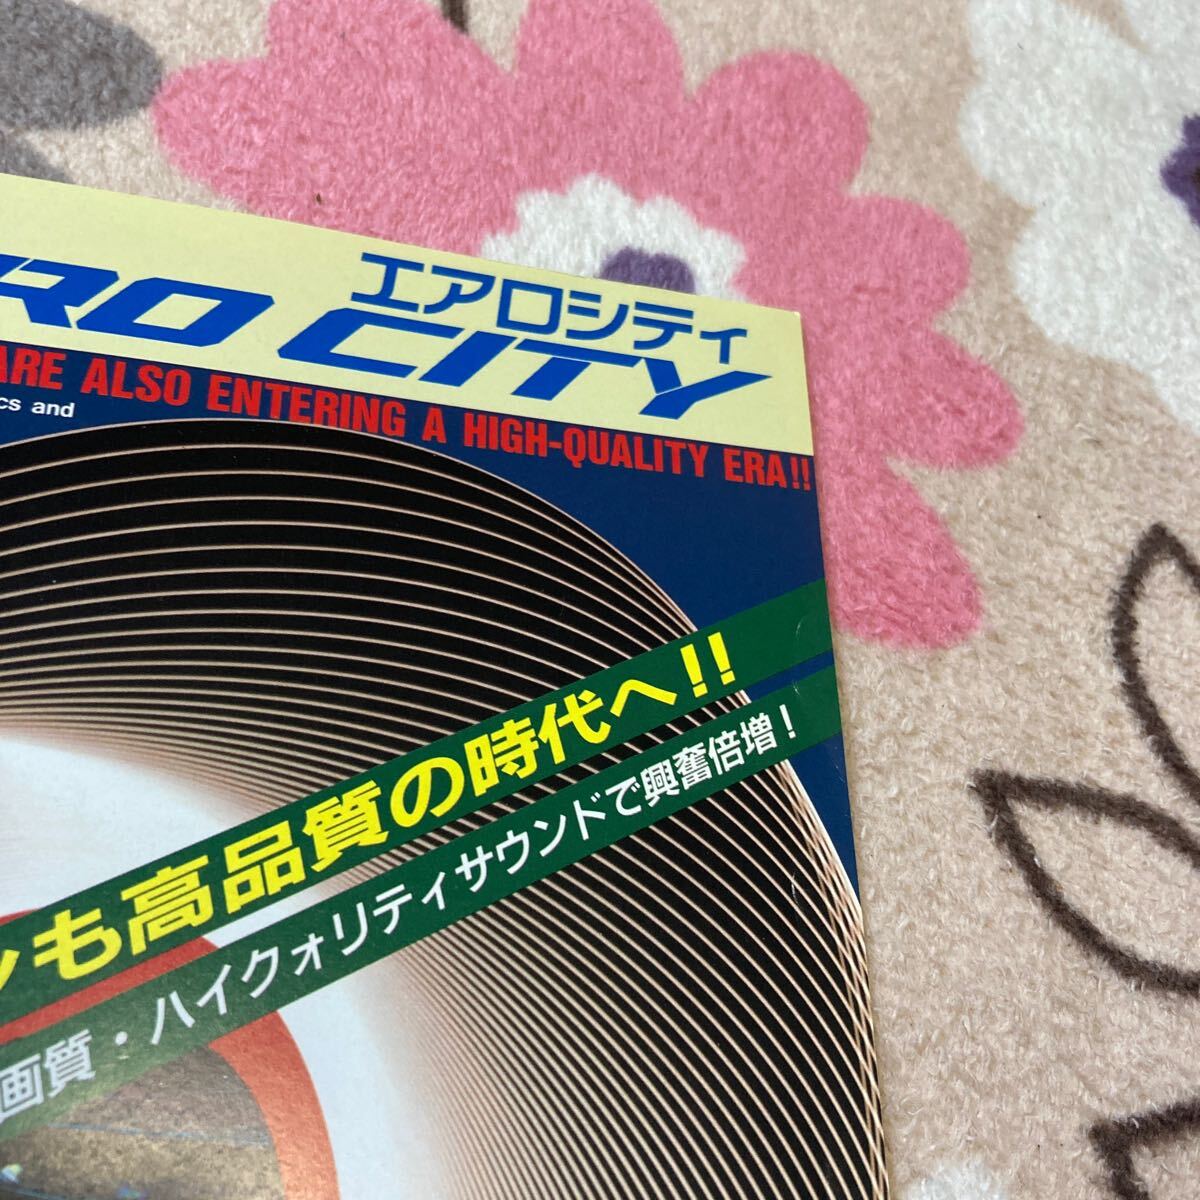 エアロシティ
RO CITY
ARE ALSO ENTERING A HIGH-QUALITY ERA!!
cs and
も高品質の時代へ!!
画質・ハイクォリティサウンドで興奮倍増!